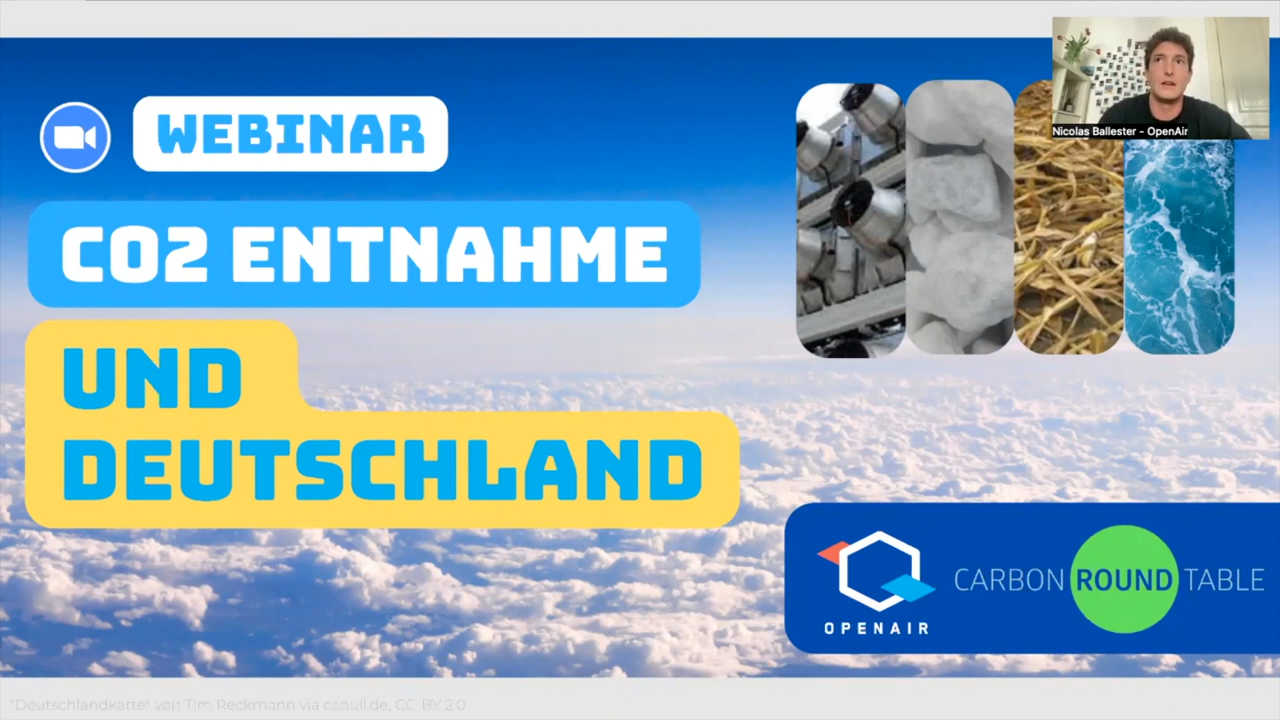 WEBINAR
CO2 ENTNAHME
UND
DEUTSCHLAND
Nicolas Ballester - OpenAir
OPENAIR
CARBON ROUND TABLE
"Deutschlandkarte" von Tim Reckmann via ccnull.de, CC BY 2.0